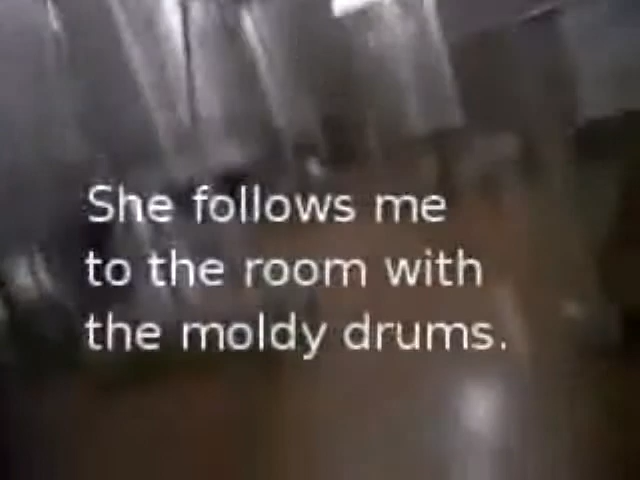 She follows me
to the room with
the moldy drums.